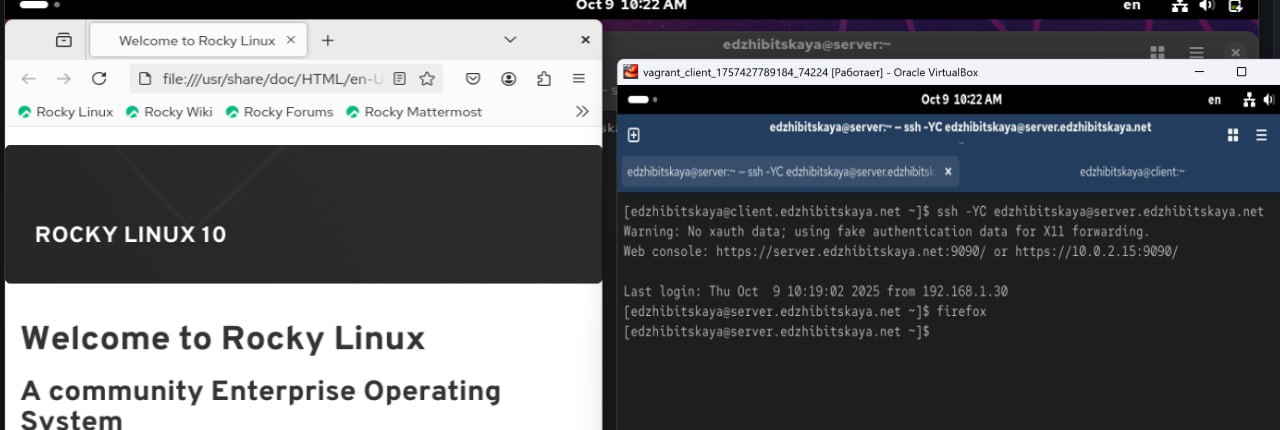 Oct 9 10:22 AM
en
Welcome to Rocky Linux
file:///usr/share/doc/HTML/en-U
Rocky Linux
Rocky Wiki
Rocky Forums
Rocky Mattermost
ROCKY LINUX 10
Welcome to Rocky Linux
A community Enterprise Operating
System
edzhibitskaya@server:~
vagrant_client_1757427789184_74224 [Работает] - Oracle VirtualBox
Oct 9 10:22 AM
en
edzhibitskaya@server:~ — ssh -YC edzhibitskaya@server.edzhibitskaya.net
~
edzhibitskaya@server:~ — ssh -YC edzhibitskaya@server.edzhibitsk
edzhibitskaya@client:~
[edzhibitskaya@client.edzhibitskaya.net ~]$ ssh -YC edzhibitskaya@server.edzhibitskaya.net
Warning: No xauth data; using fake authentication data for X11 forwarding.
Web console: https://server.edzhibitskaya.net:9090/ or https://10.0.2.15:9090/
Last login: Thu Oct  9 10:19:02 2025 from 192.168.1.30
[edzhibitskaya@server.edzhibitskaya.net ~]$ firefox
[edzhibitskaya@server.edzhibitskaya.net ~]$